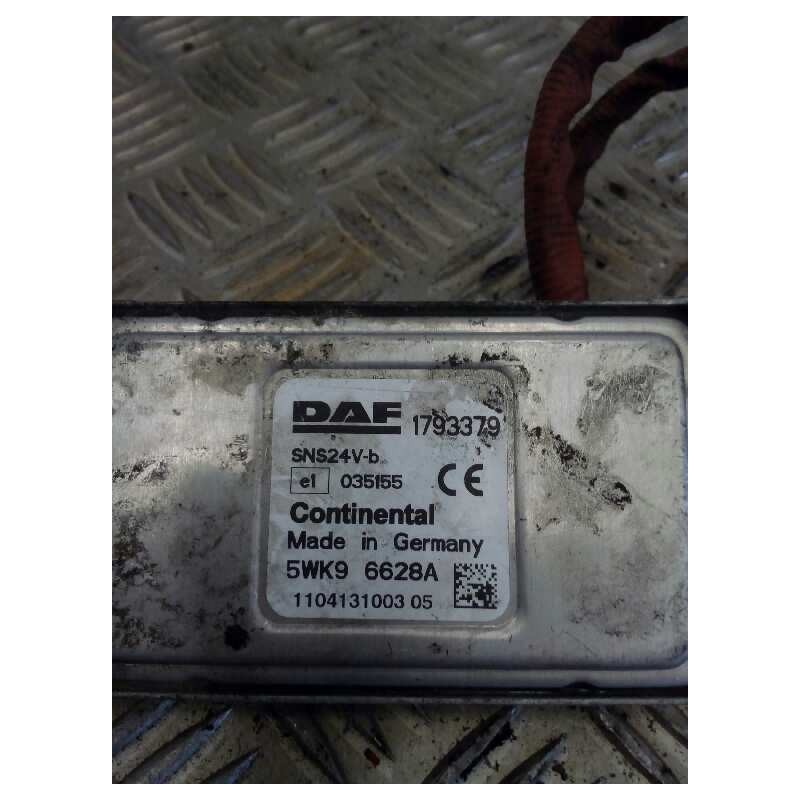 DAF 1793379
SNS24V-b
e1 035155 CE
Continental
Made in Germany
5WK9 6628A
1104131003 05